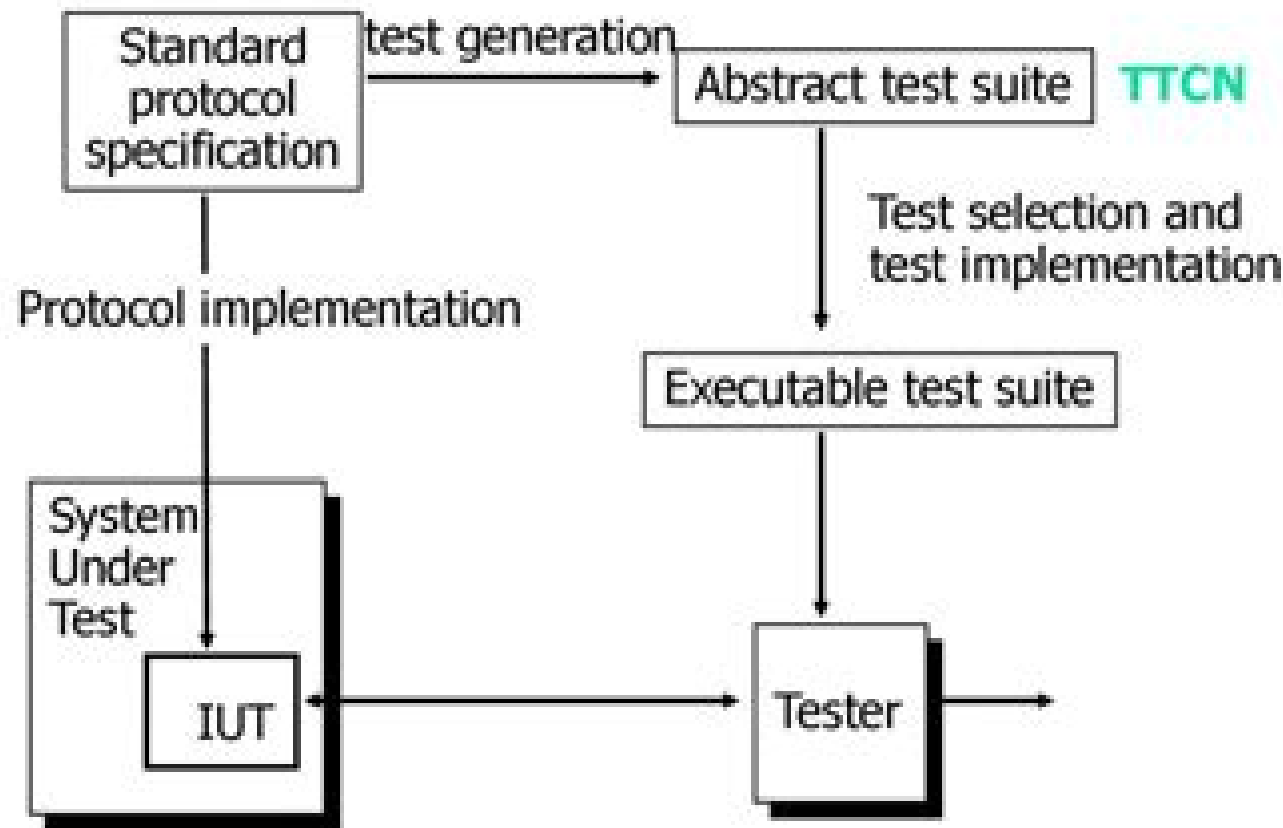 Standard
protocol
specification
test generation
Abstract test suite
TTCN
Test selection and
test implementation
Protocol implementation
Executable test suite
System
Under
Test
IUT
Tester